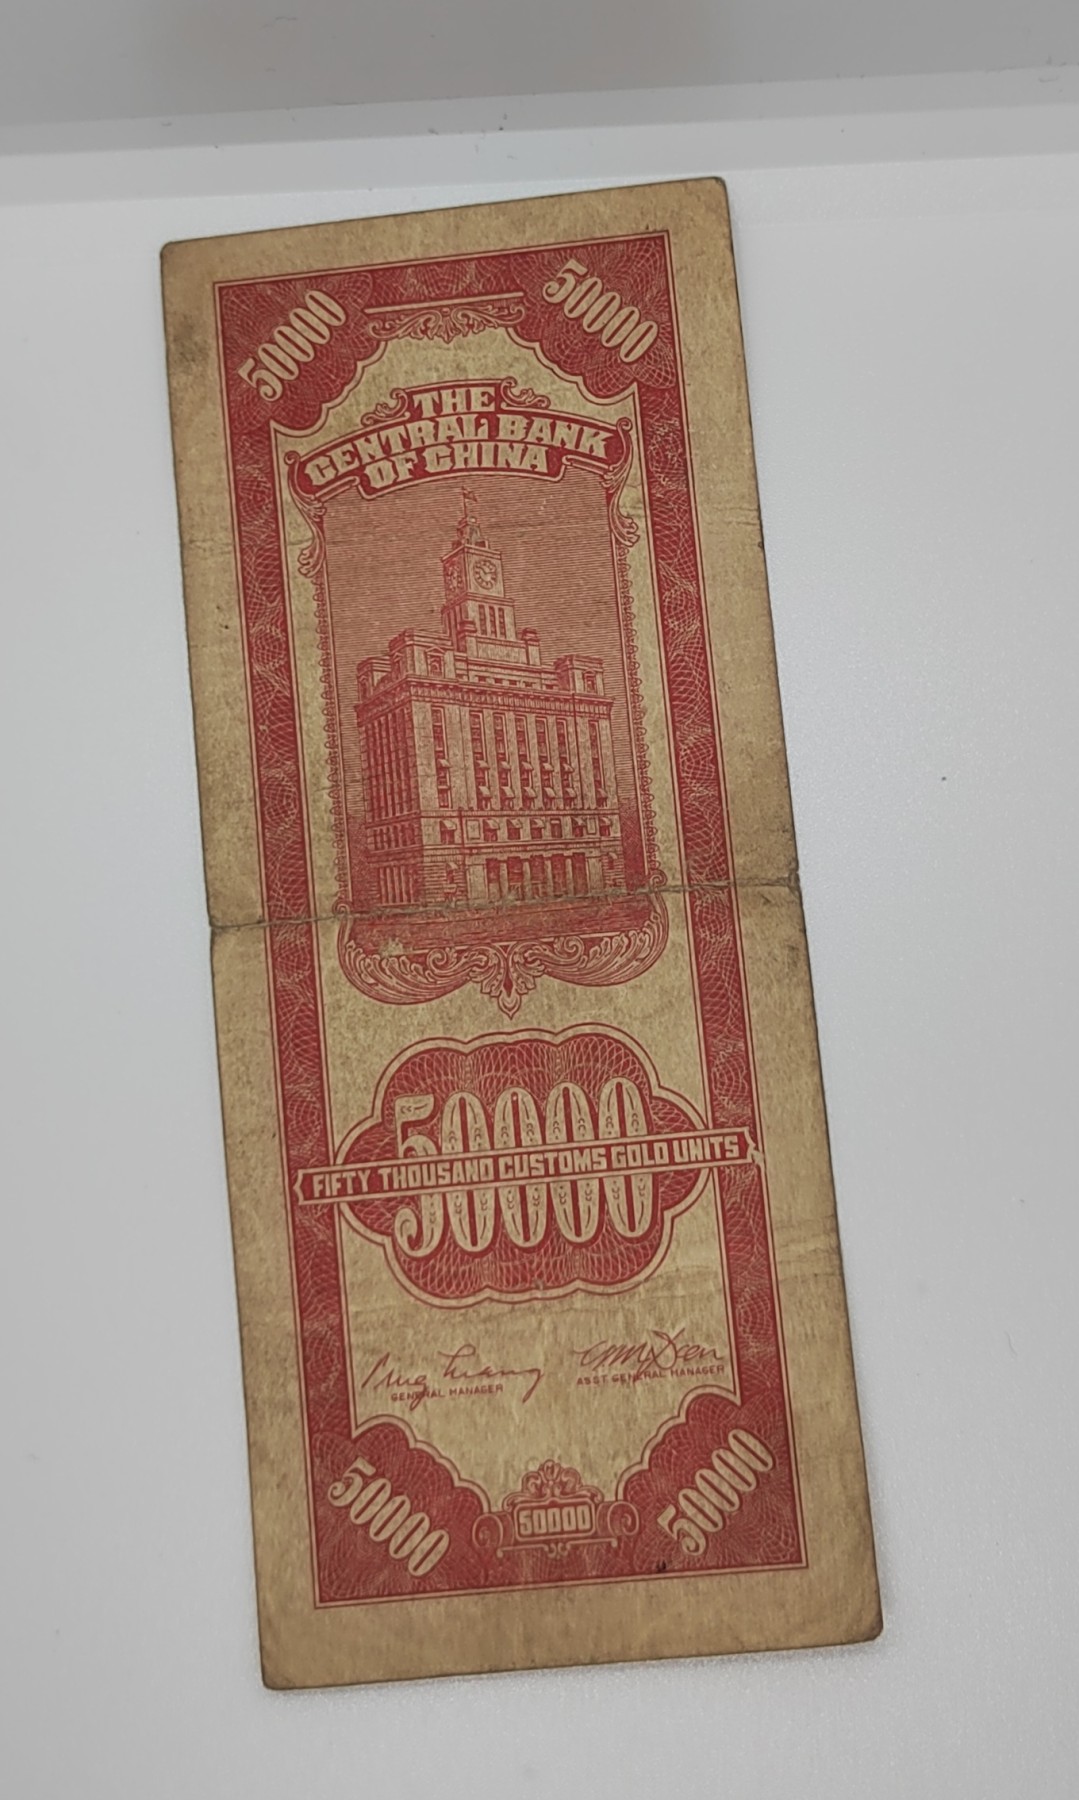 50000 50000
THE
CENTRAL BANK
OF CHINA
50000
FIFTY THOUSAND CUSTOMS GOLD UNITS
GENERAL MANAGER ASST GENERAL MANAGER
50000 50000 50000